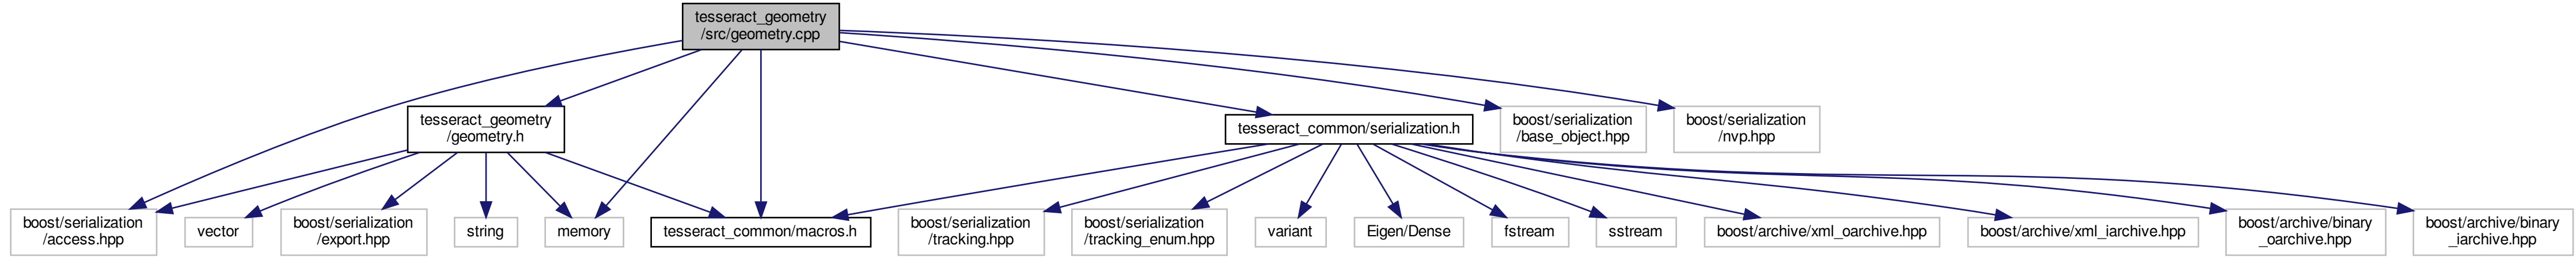 tesseract_geometry
/src/geometry.cpp
tesseract_geometry
/geometry.h
tesseract_common/serialization.h
boost/serialization
/base_object.hpp
boost/serialization
/nvp.hpp
boost/serialization
/access.hpp
vector
boost/serialization
/export.hpp
string
memory
tesseract_common/macros.h
boost/serialization
/tracking.hpp
boost/serialization
/tracking_enum.hpp
variant
Eigen/Dense
fstream
sstream
boost/archive/xml_oarchive.hpp
boost/archive/xml_iarchive.hpp
boost/archive/binary
_oarchive.hpp
boost/archive/binary
_iarchive.hpp